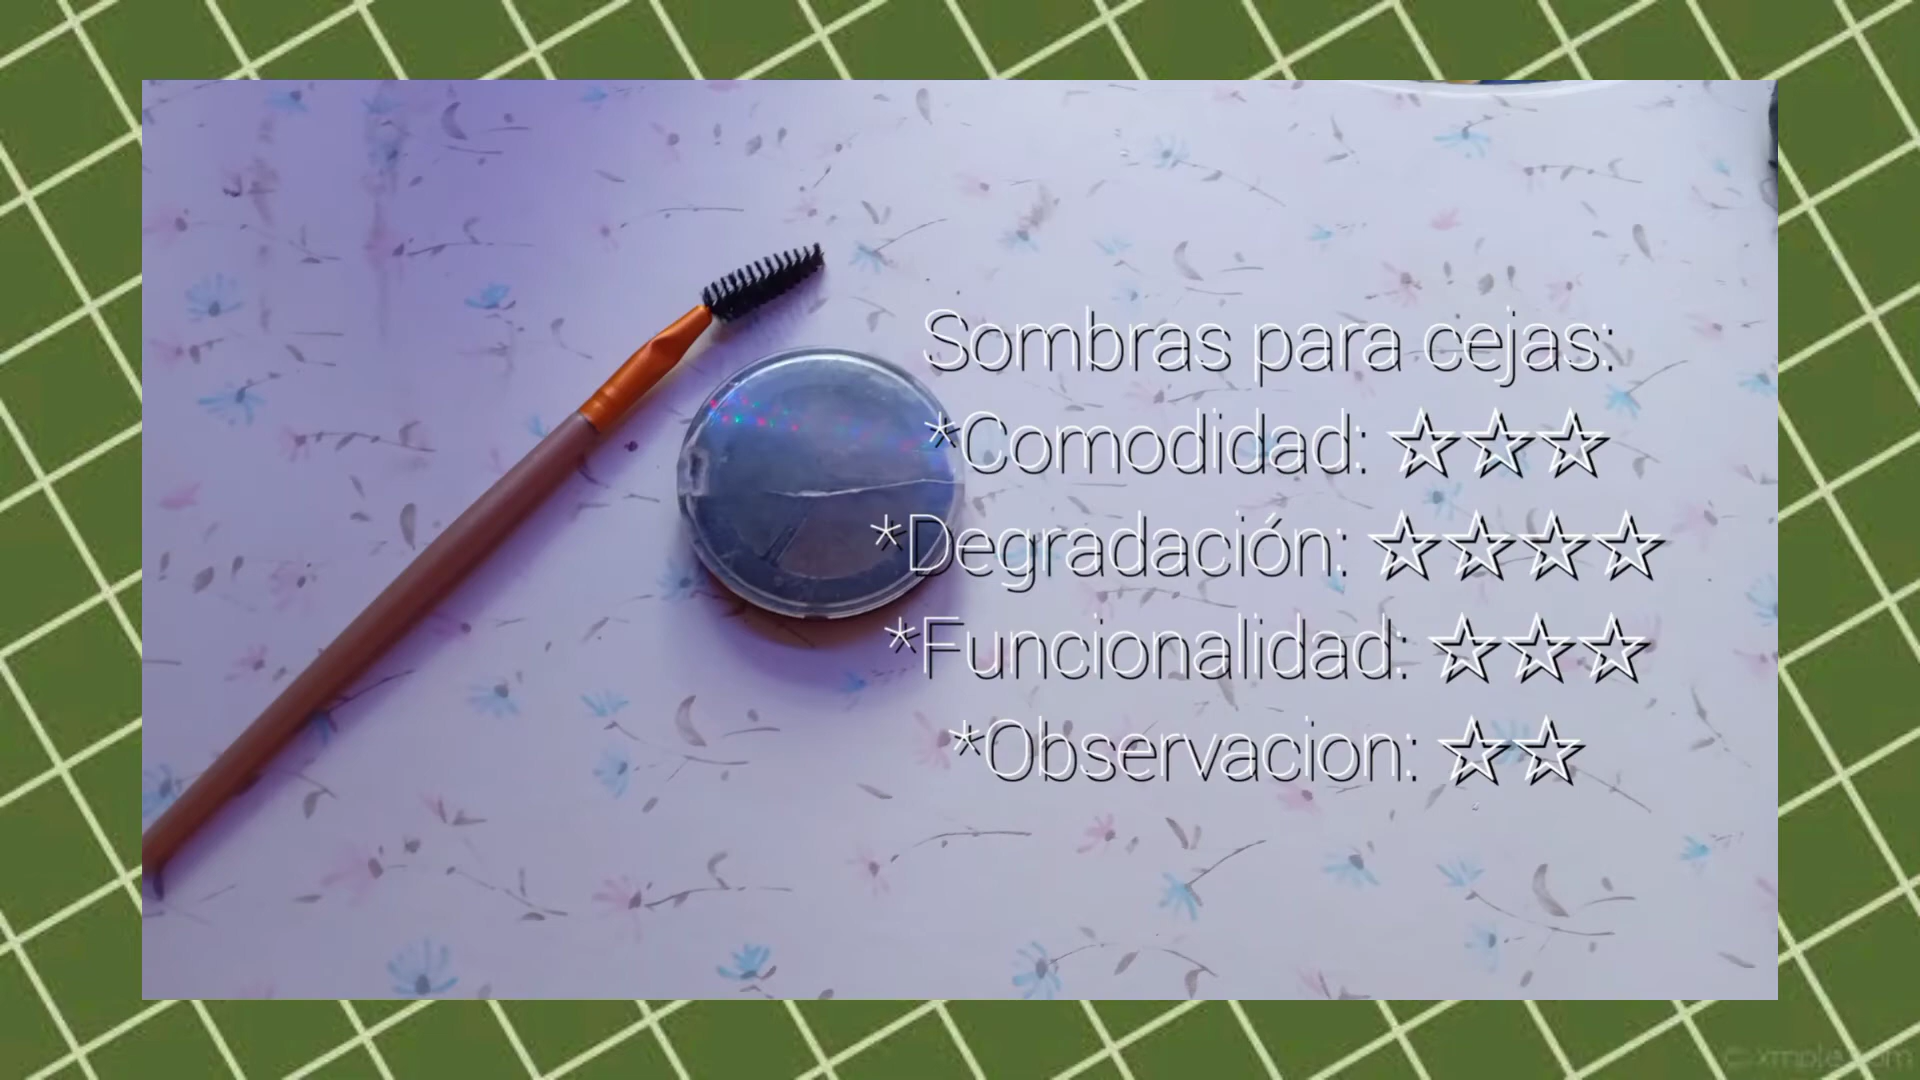 Sombras para cejas:
*Comodidad: ☆☆☆
*Degradación: ☆☆☆☆
*Funcionalidad: ☆☆☆
*Observacion: ☆☆